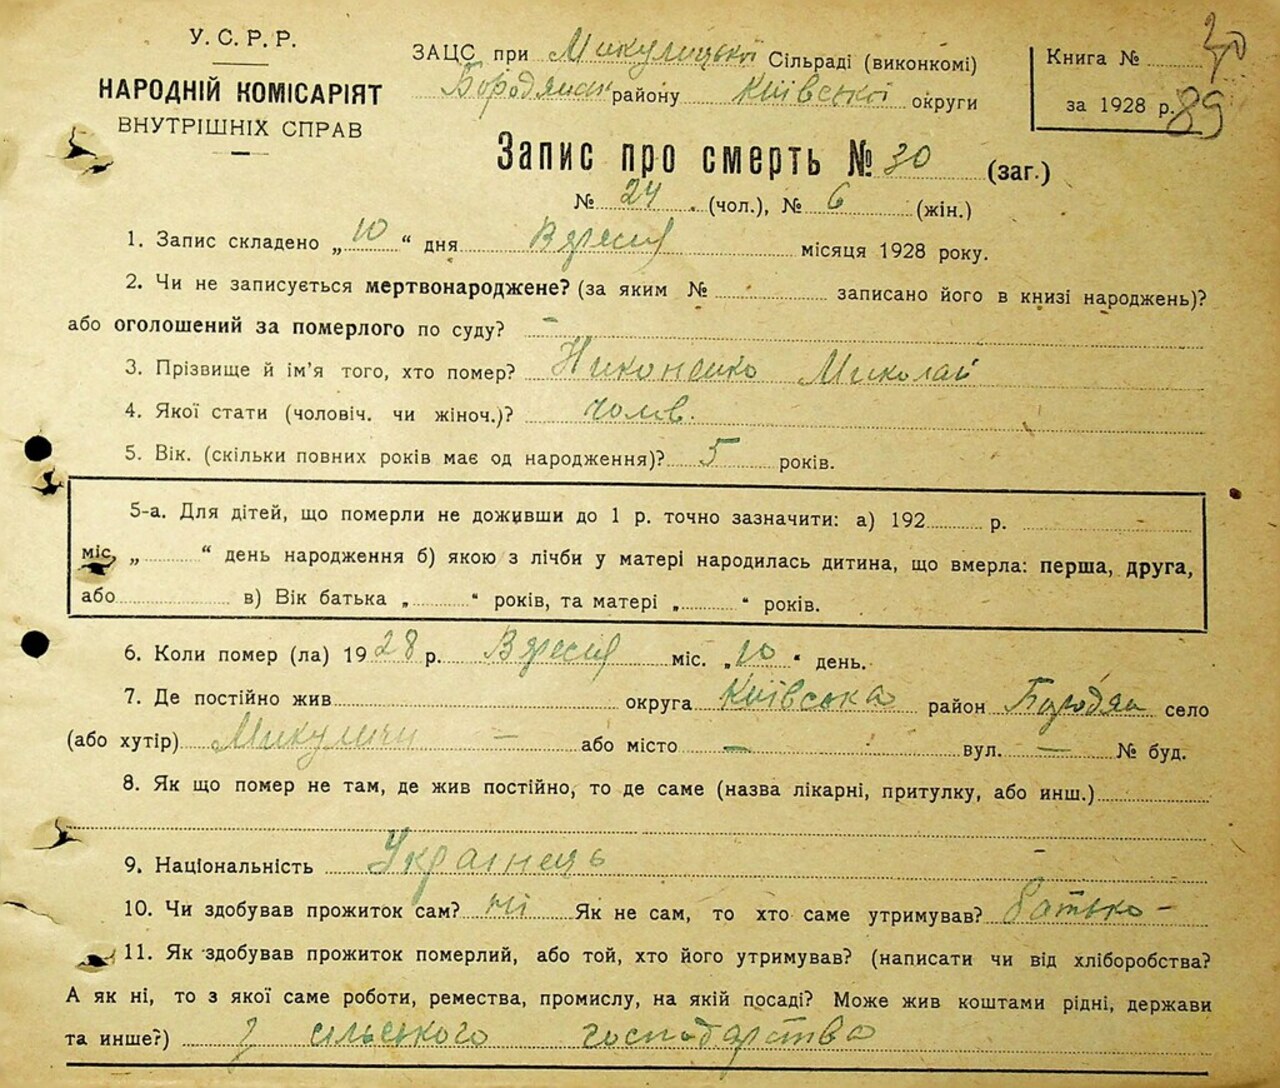 У. С. Р. Р.
НАРОДНІЙ КОМІСАРІЯТ
ВНУТРІШНІХ СПРАВ
ЗАЦС при Микулицької Сільраді (виконкомі)
Бородянськ району Київської округи
Книга №
за 1928 р. 89
Запис про смерть № 30 (заг.)
№ 24 (чол.), № 6 (жін.)
1. Запис складено „10“ дня Вересня місяця 1928 року.
2. Чи не записується мертвонароджене? (за яким № записано його в книзі народжень)?
або оголошений за померлого по суду? –
3. Прізвище й ім'я того, хто помер? Никоненко Миколай
4. Якої стати (чоловіч. чи жіноч.)? чолв.
5. Вік. (скільки повних років має од народження)? 5 років.
5-а. Для дітей, що померли не доживши до 1 р. точно зазначити: а) 192 р.
міс. „ “ день народження б) якою з лічби у матері народилась дитина, що вмерла: перша, друга,
або в) Вік батька „ “ років, та матері „ “ років.
6. Коли помер (ла) 1928 р. Вересня міс. „10“ день.
7. Де постійно жив округа Київська район Бородян село
(або хутір) Микуличи – або місто – вул. – № буд.
8. Як що помер не там, де жив постійно, то де саме (назва лікарні, притулку, або инш.)
9. Національність Українець
10. Чи здобував прожиток сам? ні Як не сам, то хто саме утримував? батько –
11. Як здобував прожиток померлий, або той, хто його утримував? (написати чи від хліборобства?
А як ні, то з якої саме роботи, ремества, промислу, на якій посаді? Може жив коштами рідні, держави
та инше?) з сільського господарства